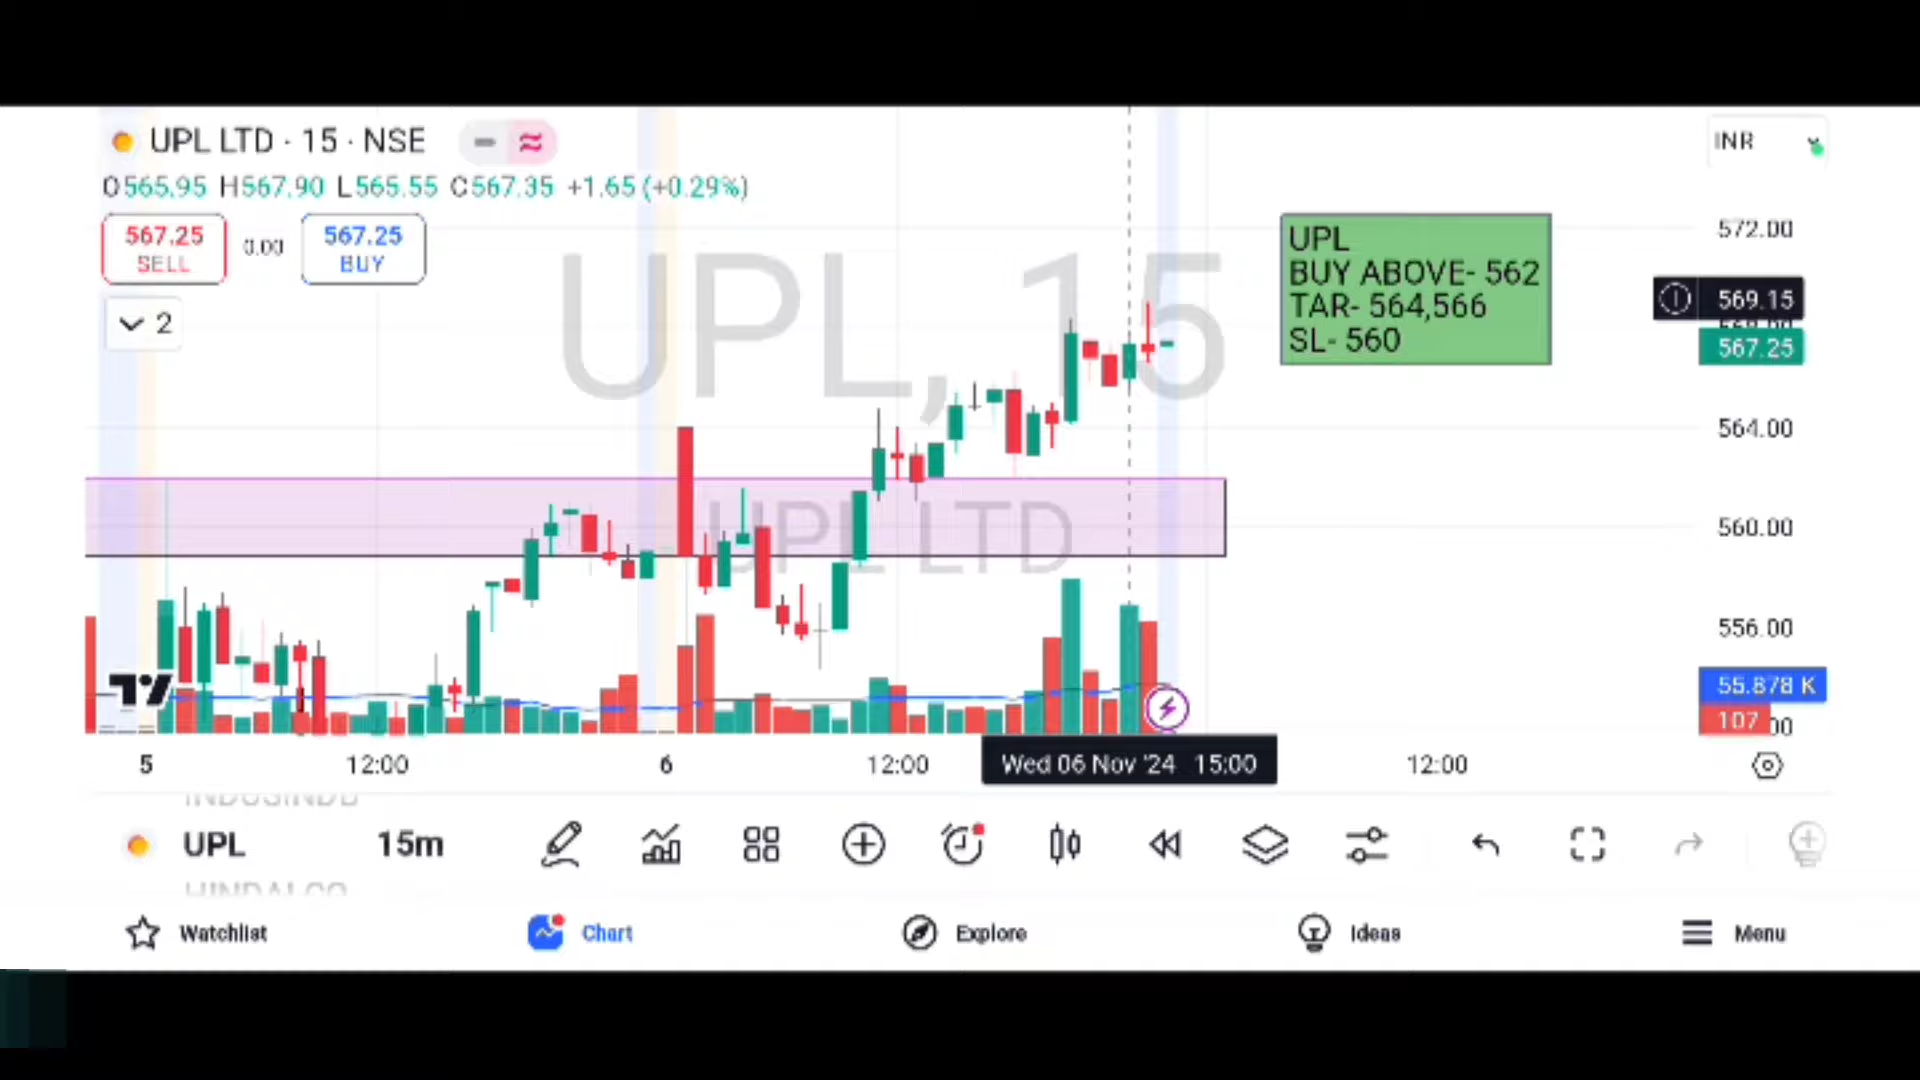 UPL LTD · 15 · NSE
O565.95 H567.90 L565.55 C567.35 +1.65 (+0.29%)
567.25
SELL
0.00
567.25
BUY
2
UPL, 15
UPL LTD
UPL
BUY ABOVE- 562
TAR- 564,566
SL- 560
INR
572.00
569.15
567.25
564.00
560.00
556.00
55.878 K
107
5
12:00
6
12:00
Wed 06 Nov '24 15:00
12:00
INDUSINDB
UPL
15m
HINDALCO
Watchlist
Chart
Explore
Ideas
Menu